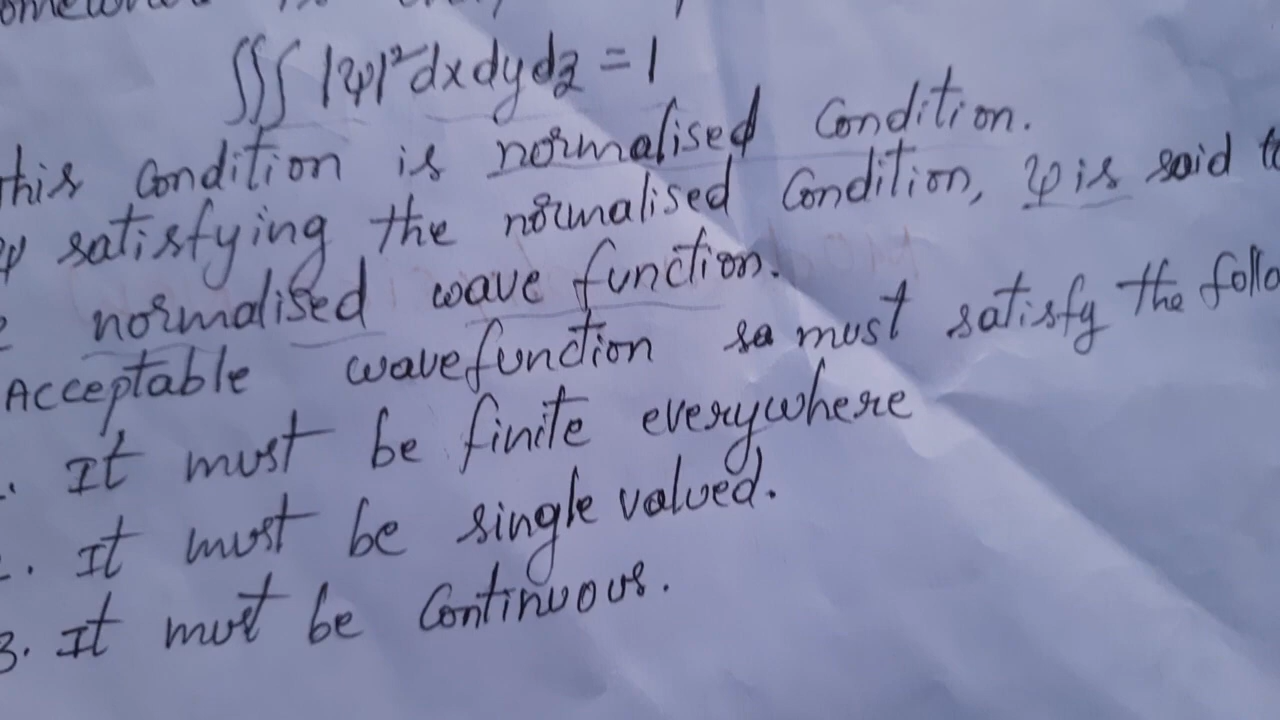 ∫∫∫ |ψ|² dx dy dz = 1
this condition is normalised condition.
ψ satisfying the normalised condition, ψ is said
normalised wave function.
Acceptable wavefunction sa must satisfy the follo
It must be finite everywhere
. It must be single valued.
3. It must be continuous.